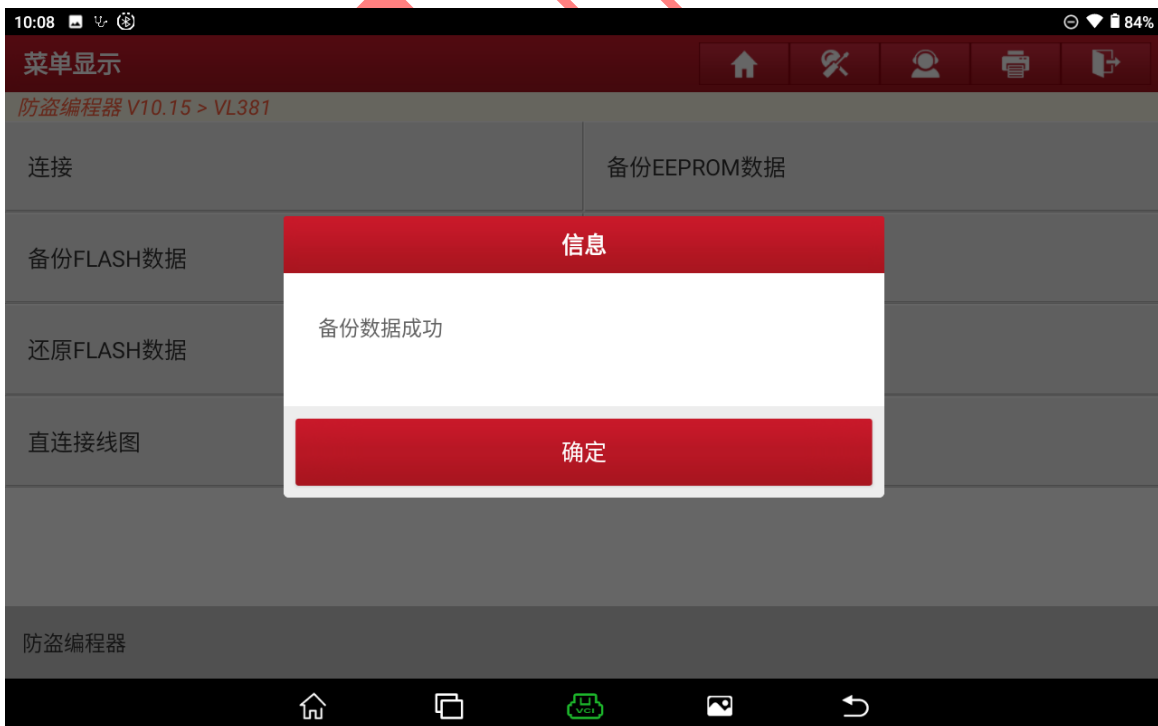 10:08 84%
菜单显示
防盗编程器 V10.15 > VL381
连接 备份EEPROM数据
备份FLASH数据
信息
备份数据成功
还原FLASH数据
直连接线图
确定
防盗编程器
VCI